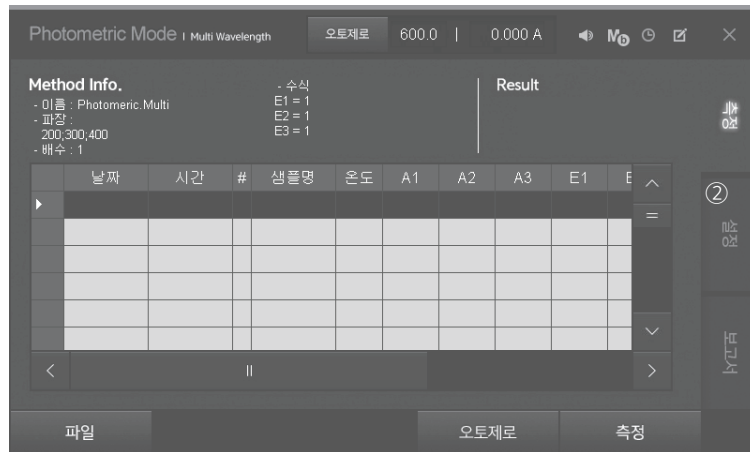 Photometric Mode I Multi Wavelength 오토제로 600.0 | 0.000 A Mb
Method Info.
- 이름 : Photomeric.Multi
- 파장 :
200;300;400
- 배수 : 1
- 수식
E1 = 1
E2 = 1
E3 = 1
Result
날짜 시간 # 샘플명 온도 A1 A2 A3 E1
측정
②
설정
보고서
파일 오토제로 측정